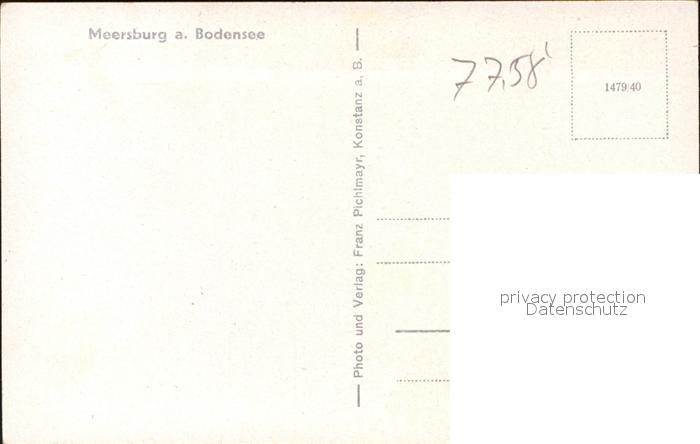 Meersburg a. Bodensee
Photo und Verlag: Franz Pichlmayr, Konstanz a. B.
77,58
1479/40
privacy protection
Datenschutz